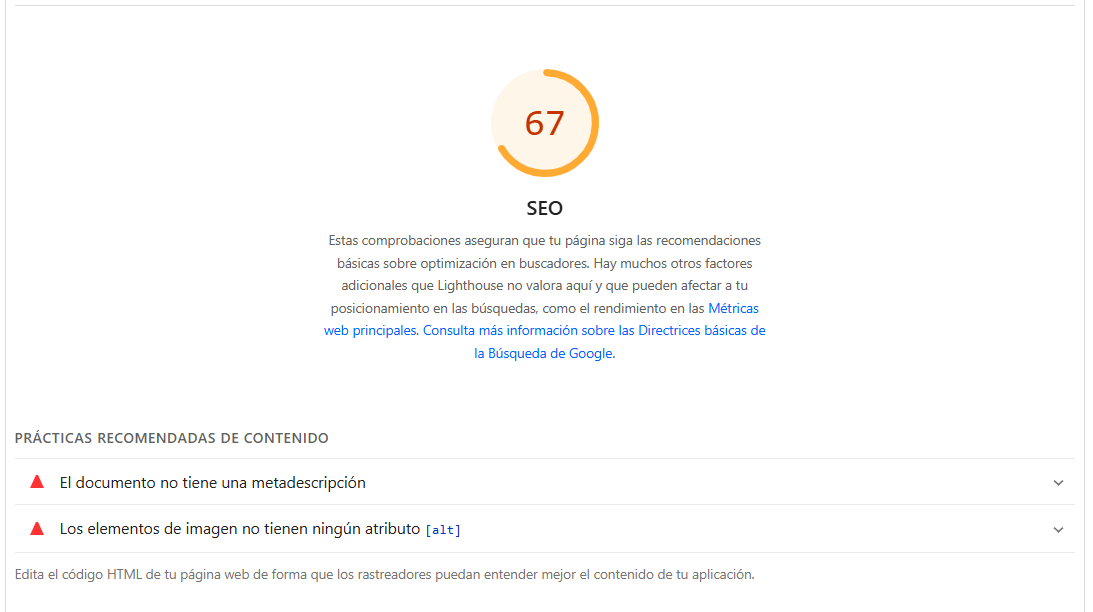 67
SEO
Estas comprobaciones aseguran que tu página siga las recomendaciones
básicas sobre optimización en buscadores. Hay muchos otros factores
adicionales que Lighthouse no valora aquí y que pueden afectar a tu
posicionamiento en las búsquedas, como el rendimiento en las Métricas
web principales. Consulta más información sobre las Directrices básicas de
la Búsqueda de Google.
PRÁCTICAS RECOMENDADAS DE CONTENIDO
El documento no tiene una metadescripción
Los elementos de imagen no tienen ningún atributo [alt]
Edita el código HTML de tu página web de forma que los rastreadores puedan entender mejor el contenido de tu aplicación.